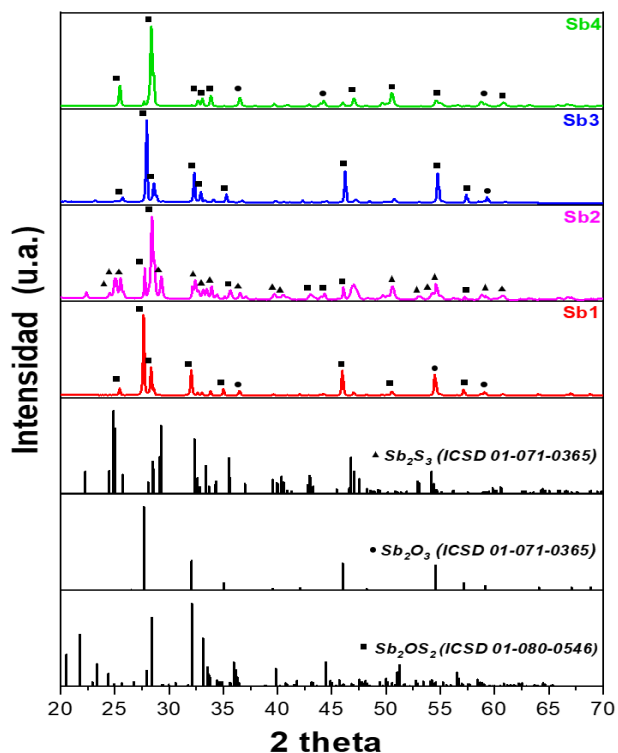 Sb4
Sb3
Sb2
Sb1
Intensidad (u.a.)
▲ Sb₂S₃ (ICSD 01-071-0365)
● Sb₂O₃ (ICSD 01-071-0365)
■ Sb₂OS₂ (ICSD 01-080-0546)
20 25 30 35 40 45 50 55 60 65 70
2 theta